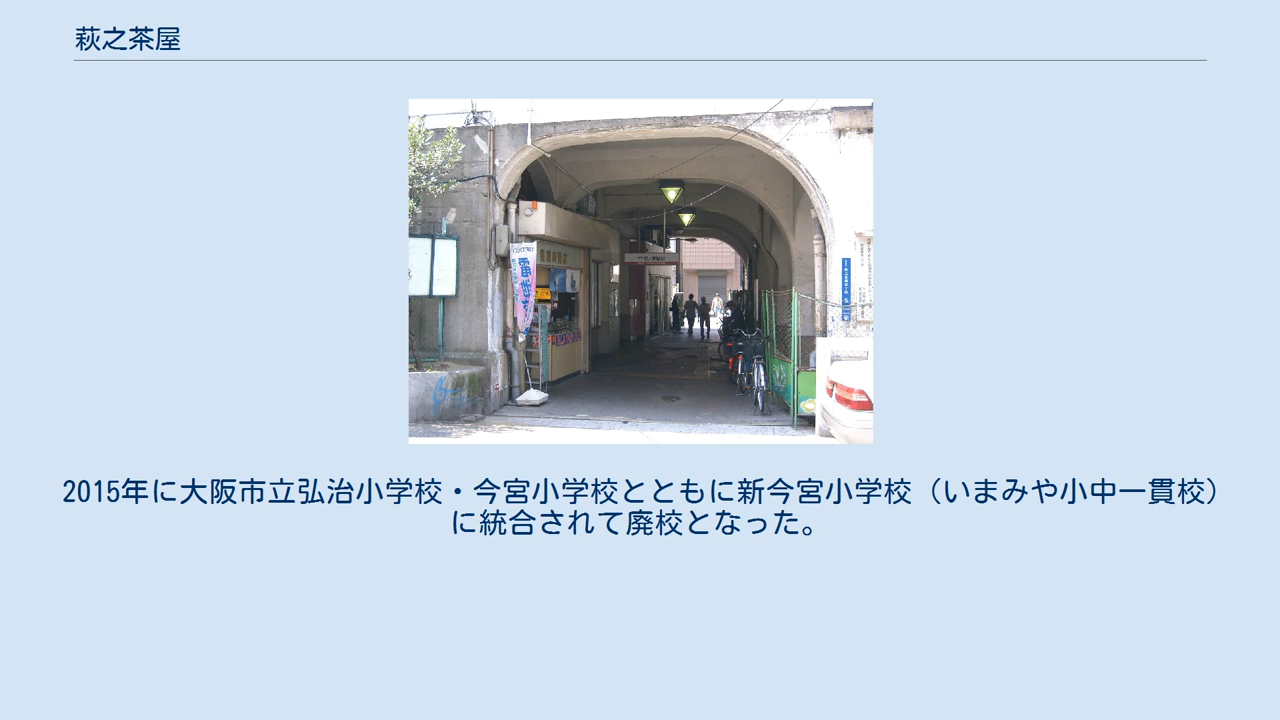 萩之茶屋
2015年に大阪市立弘治小学校・今宮小学校とともに新今宮小学校（いまみや小中一貫校）
に統合されて廃校となった。